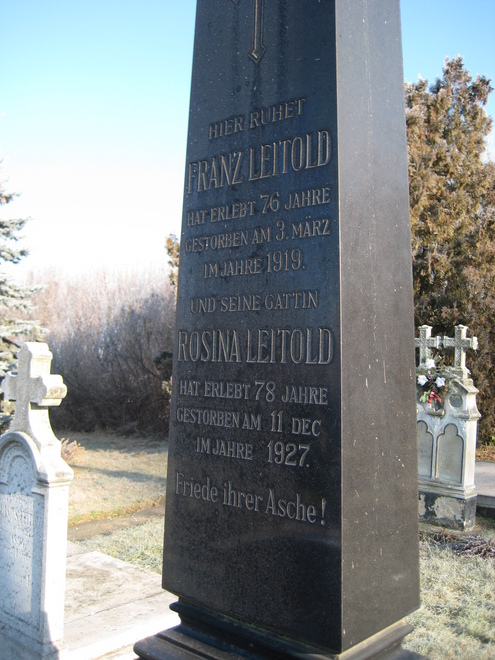 HIER RUHET
FRANZ LEITOLD
HAT ERLEBT 76 JAHRE
GESTORBEN AM 3. MÄRZ
IM JAHRE 1919.
UND SEINE GATTIN
ROSINA LEITOLD
HAT ERLEBT 78 JAHRE
GESTORBEN AM 11 DEC
IM JAHRE 1927.
Friede ihrer Asche!